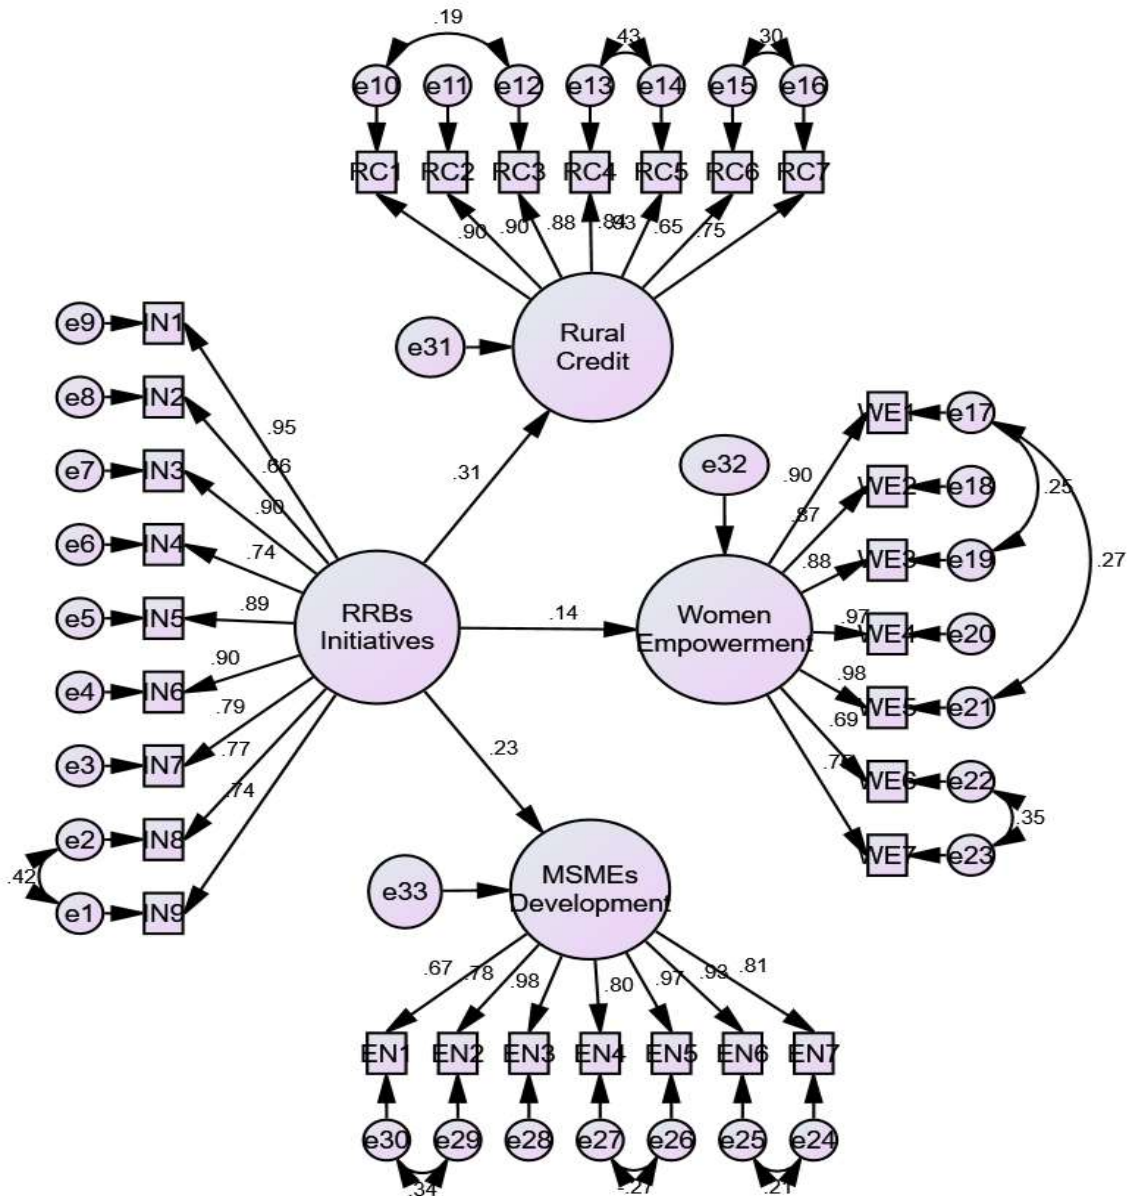 .19
.43
.30
e10 e11 e12 e13 e14 e15 e16
RC1 RC2 RC3 RC4 RC5 RC6 RC7
.90 .90 .88 .84 .93 .65 .75
Rural
Credit
e31
e9 IN1
e8 IN2
e7 IN3
e6 IN4
e5 IN5
e4 IN6
e3 IN7
e2 IN8
e1 IN9
.42
.95
.66
.90
.74
.89
.90
.79
.77
.74
RRBs
Initiatives
.31
.14
.23
e32
Women
Empowerment
.90
.87
.88
.97
.98
.69
WE1 e17
WE2 e18
WE3 e19
WE4 e20
WE5 e21
WE6 e22
WE7 e23
.25
.27
.35
e33
MSMEs
Development
.67 .78 .98 .80 .97 .93 .81
EN1 EN2 EN3 EN4 EN5 EN6 EN7
e30 e29 e28 e27 e26 e25 e24
.34 -.27 .21